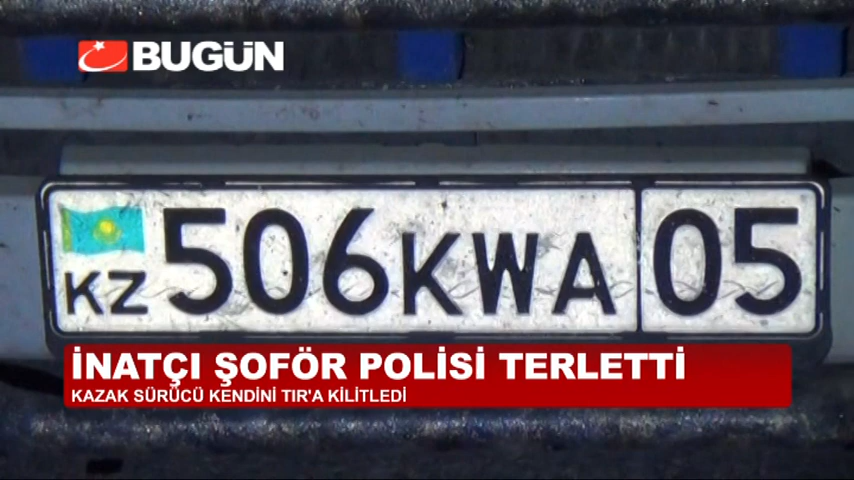 BUGÜN
506KWA 05
KZ
İNATÇI ŞOFÖR POLİSİ TERLETTİ
KAZAK SÜRÜCÜ KENDİNİ TIR'A KİLİTLEDİ